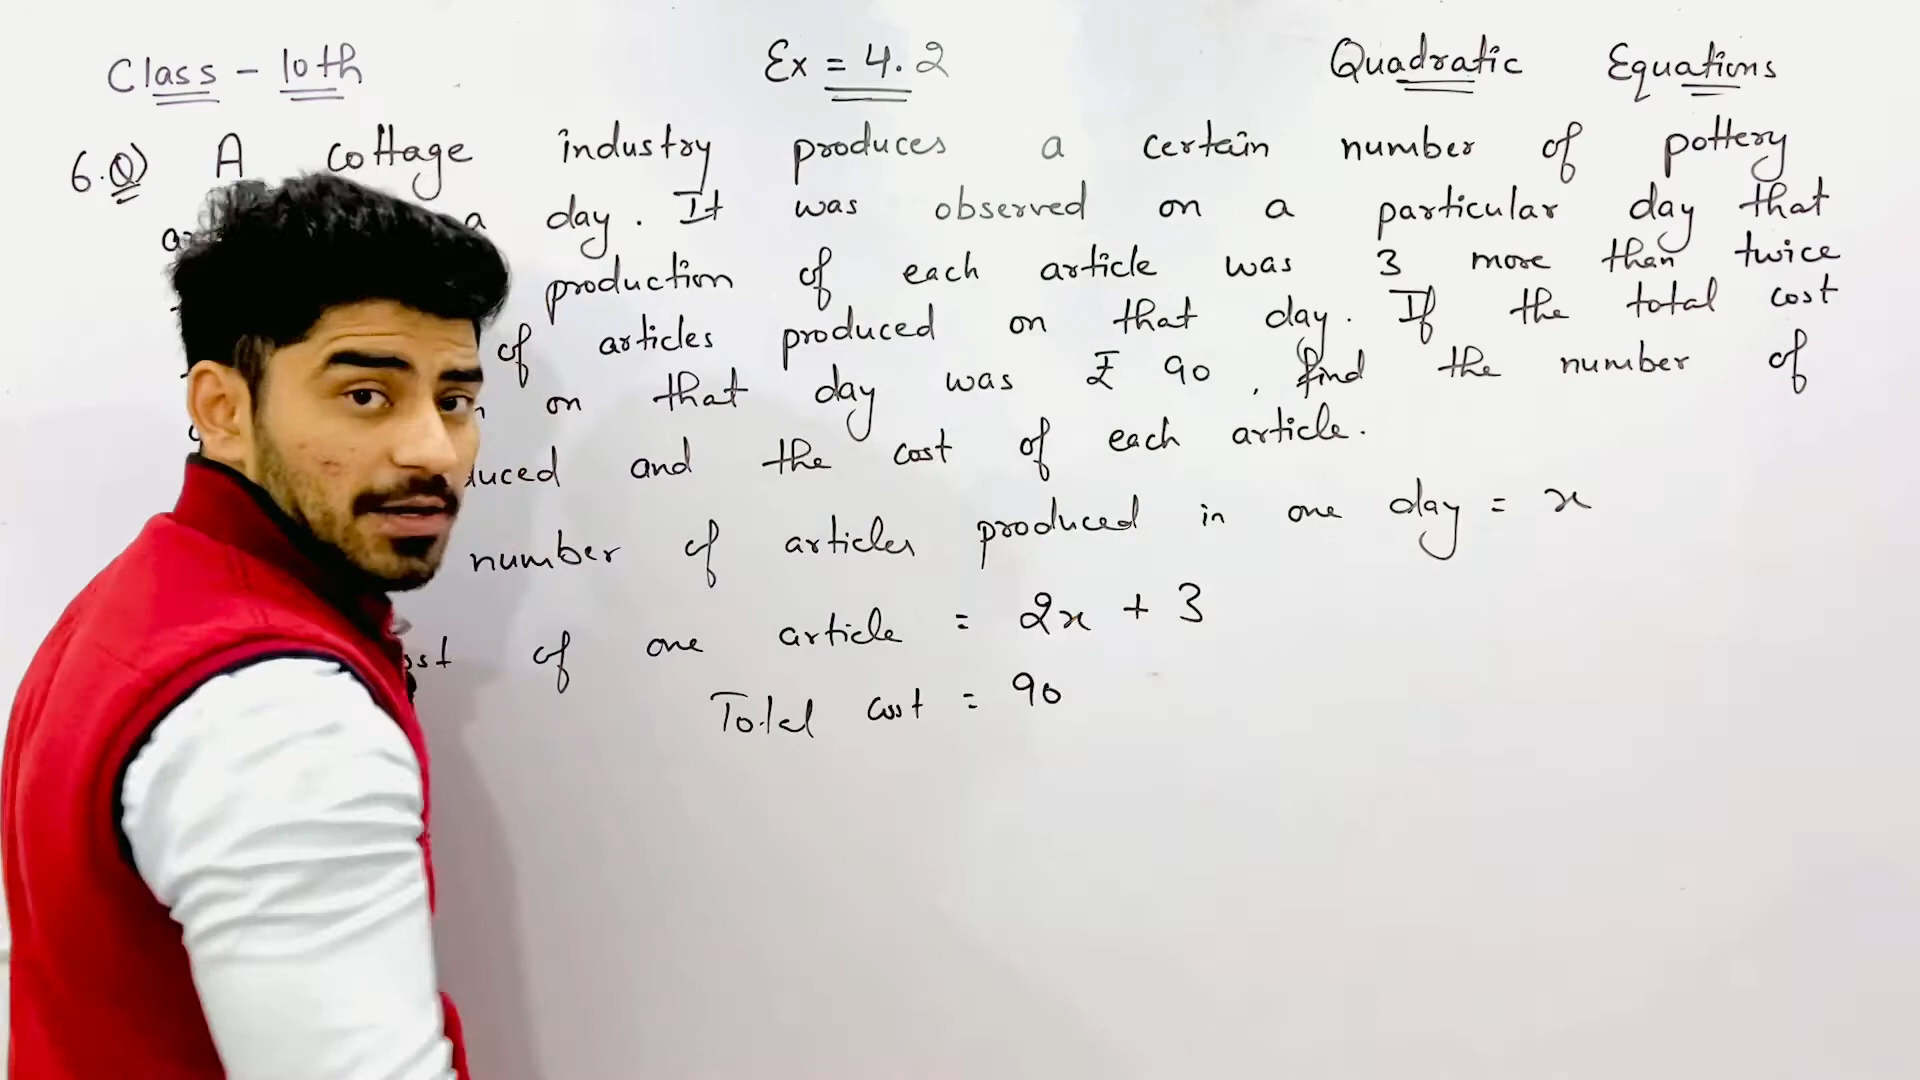 Class - 10th Ex = 4.2 Quadratic Equations
6.Q) A cottage industry produces a certain number of pottery
a day. It was observed on a particular day that
production of each article was 3 more than twice
of articles produced on that day. If the total cost
on that day was ₹ 90, find the number of
and the cost of each article.
number of articles produced in one day = x
of one article = 2x + 3
Total cost = 90